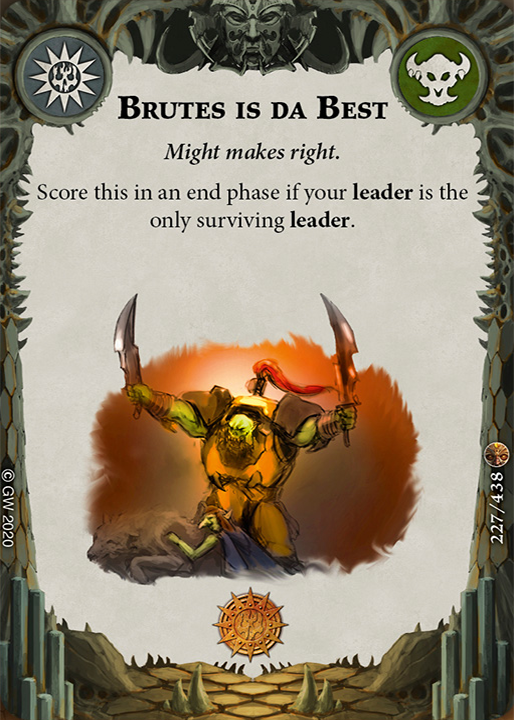 Brutes is da Best
Might makes right.
Score this in an end phase if your leader is the
only surviving leader.
© GW 2020
227/438